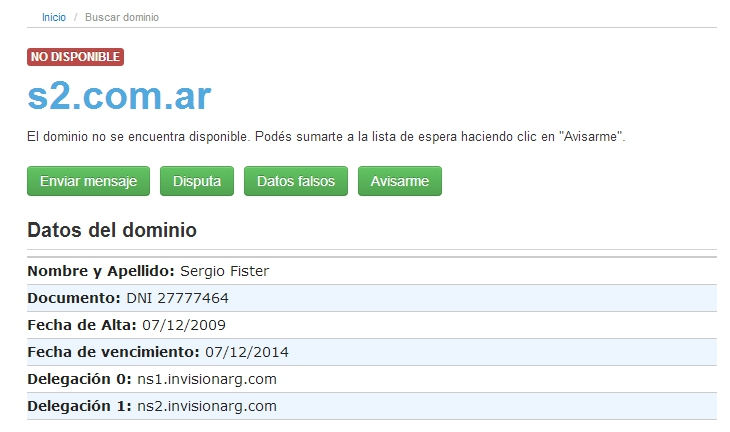 Inicio / Buscar dominio
NO DISPONIBLE
s2.com.ar
El dominio no se encuentra disponible. Podés sumarte a la lista de espera haciendo clic en "Avisarme".
Enviar mensaje Disputa Datos falsos Avisarme
Datos del dominio
Nombre y Apellido: Sergio Fister
Documento: DNI 27777464
Fecha de Alta: 07/12/2009
Fecha de vencimiento: 07/12/2014
Delegación 0: ns1.invisionarg.com
Delegación 1: ns2.invisionarg.com